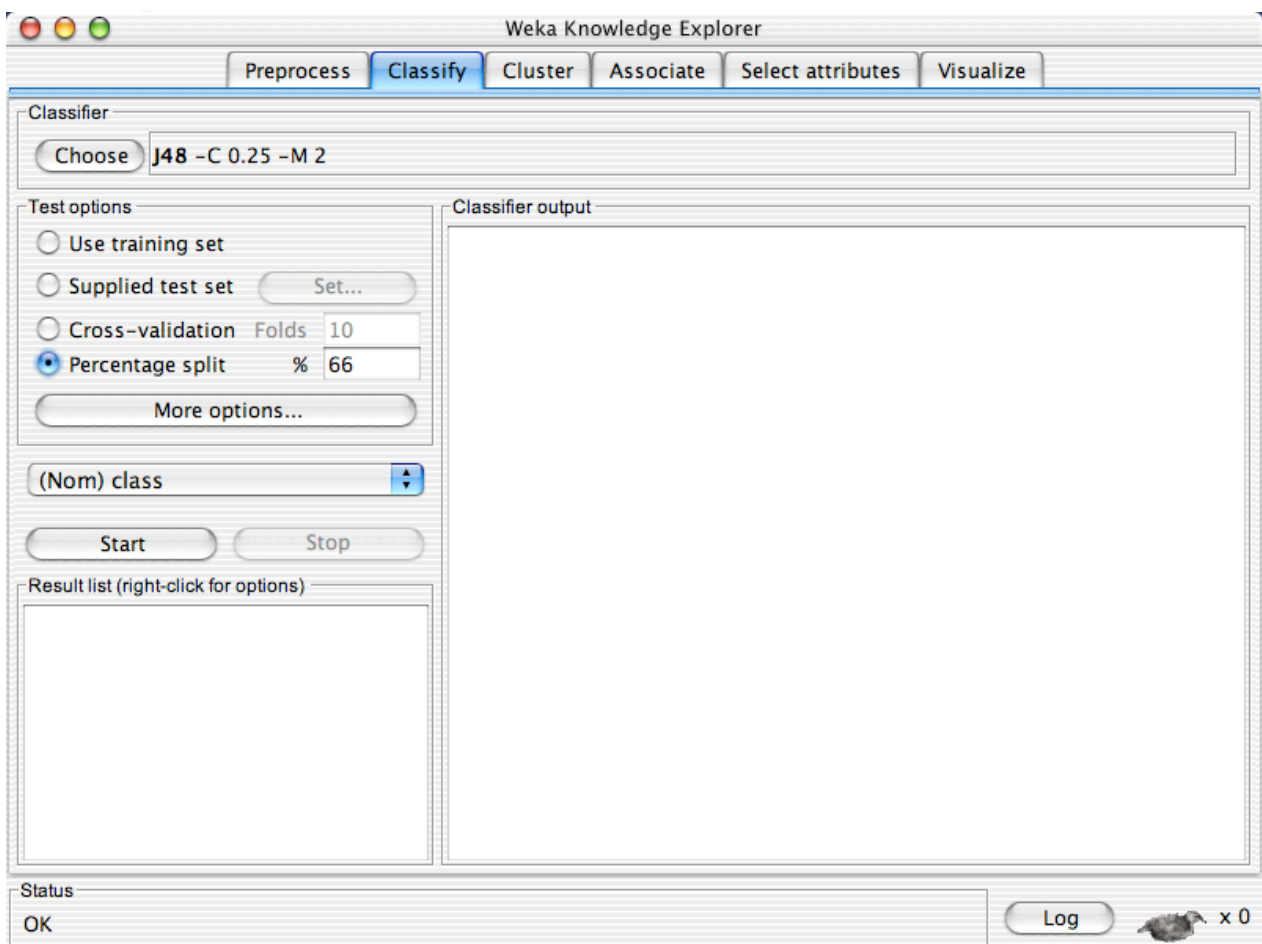 Weka Knowledge Explorer
Preprocess Classify Cluster Associate Select attributes Visualize
Classifier
Choose J48 -C 0.25 -M 2
Test options
Use training set
Supplied test set Set...
Cross-validation Folds 10
Percentage split % 66
More options...
(Nom) class
Start Stop
Result list (right-click for options)
Classifier output
Status
OK
Log x 0